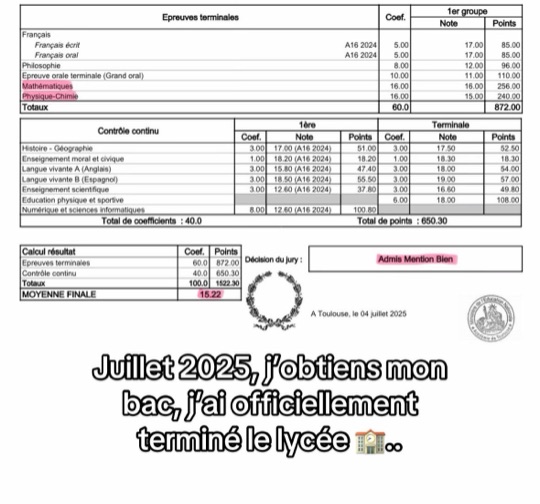 Epreuves terminales Coef. 1er groupe
Note Points
Français
Français écrit A16 2024 5.00 17.00 85.00
Français oral A16 2024 5.00 17.00 85.00
Philosophie 8.00 12.00 96.00
Epreuve orale terminale (Grand oral) 10.00 11.00 110.00
Mathématiques 16.00 16.00 256.00
Physique-Chimie 16.00 15.00 240.00
Totaux 60.0 872.00
Contrôle continu 1ère Terminale
Coef. Note Points Coef. Note Points
Histoire - Géographie 3.00 17.00 (A16 2024) 51.00 3.00 17.50 52.50
Enseignement moral et civique 1.00 18.20 (A16 2024) 18.20 1.00 18.30 18.30
Langue vivante A (Anglais) 3.00 15.80 (A16 2024) 47.40 3.00 18.00 54.00
Langue vivante B (Espagnol) 3.00 18.50 (A16 2024) 55.50 3.00 19.00 57.00
Enseignement scientifique 3.00 12.60 (A16 2024) 37.80 3.00 16.60 49.80
Education physique et sportive 6.00 18.00 108.00
Numérique et sciences informatiques 8.00 12.60 (A16 2024) 100.80
Total de coefficients : 40.0 Total de points : 650.30
Calcul résultat Coef. Points
Epreuves terminales 60.0 872.00
Contrôle continu 40.0 650.30
Totaux 100.0 1522.30
MOYENNE FINALE 15.22
Décision du jury : Admis Mention Bien
A Toulouse, le 04 juillet 2025
Juillet 2025, j'obtiens mon
bac, j'ai officiellement
terminé le lycée 🏫..